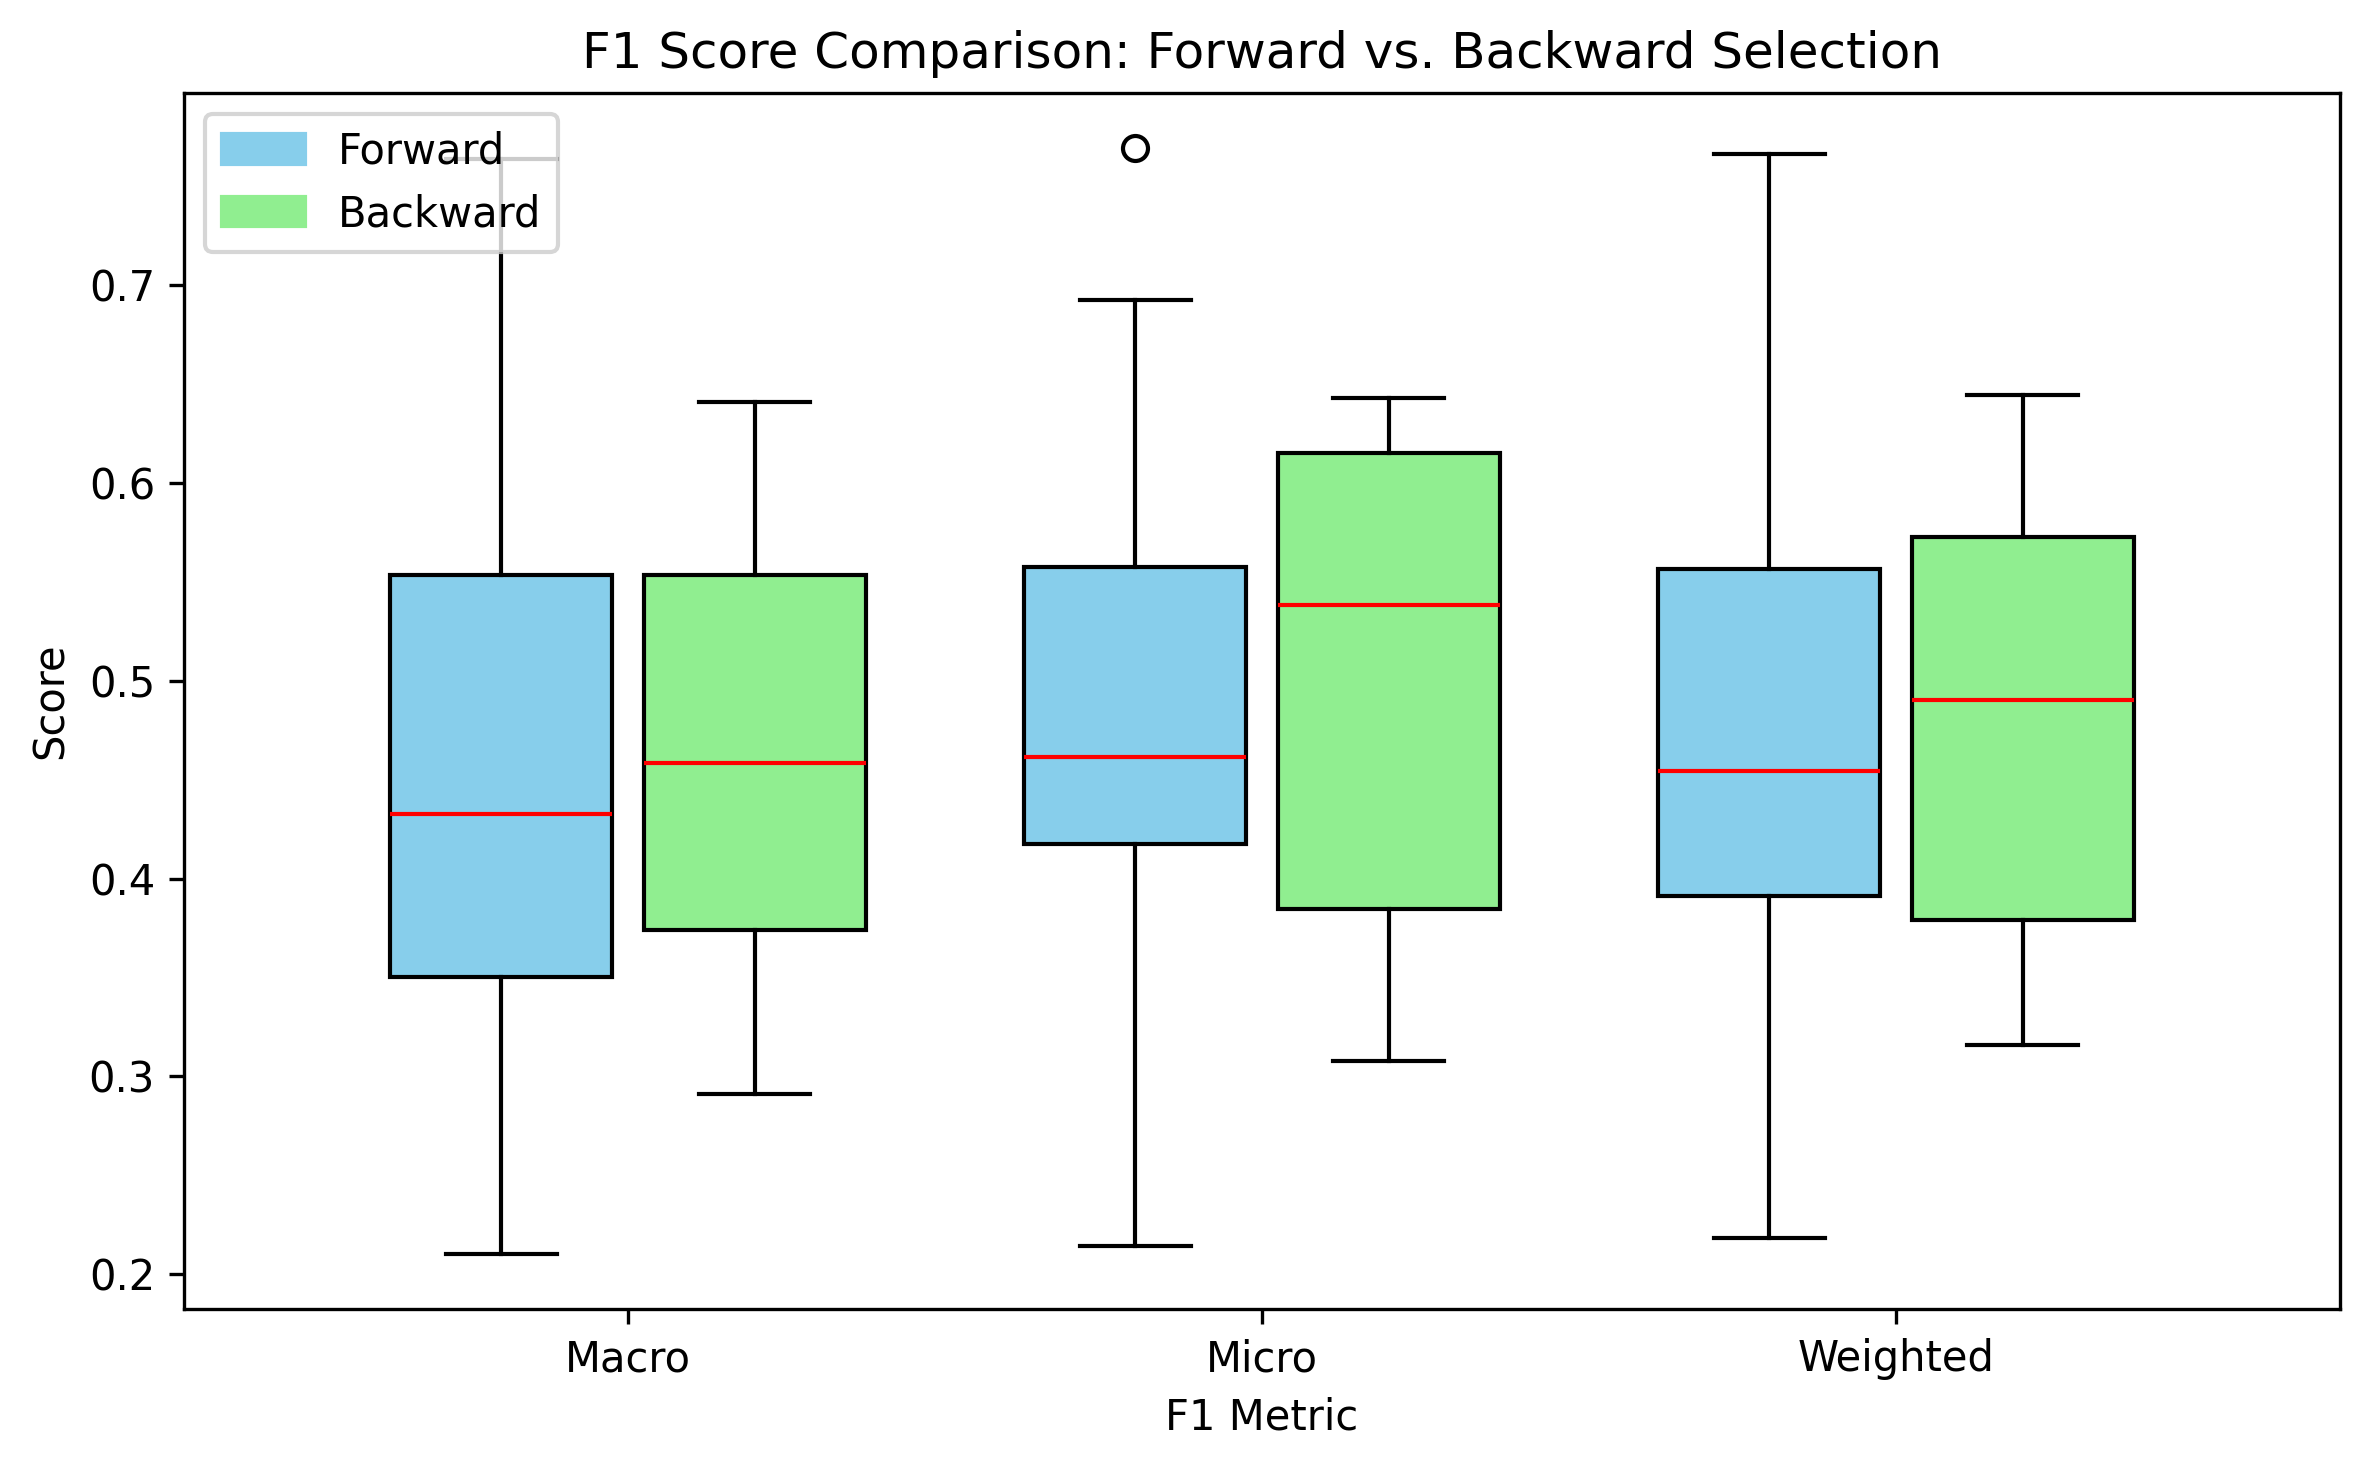 F1 Score Comparison: Forward vs. Backward Selection
Forward
Backward
0.7
0.6
0.5
0.4
0.3
0.2
Score
Macro
Micro
Weighted
F1 Metric